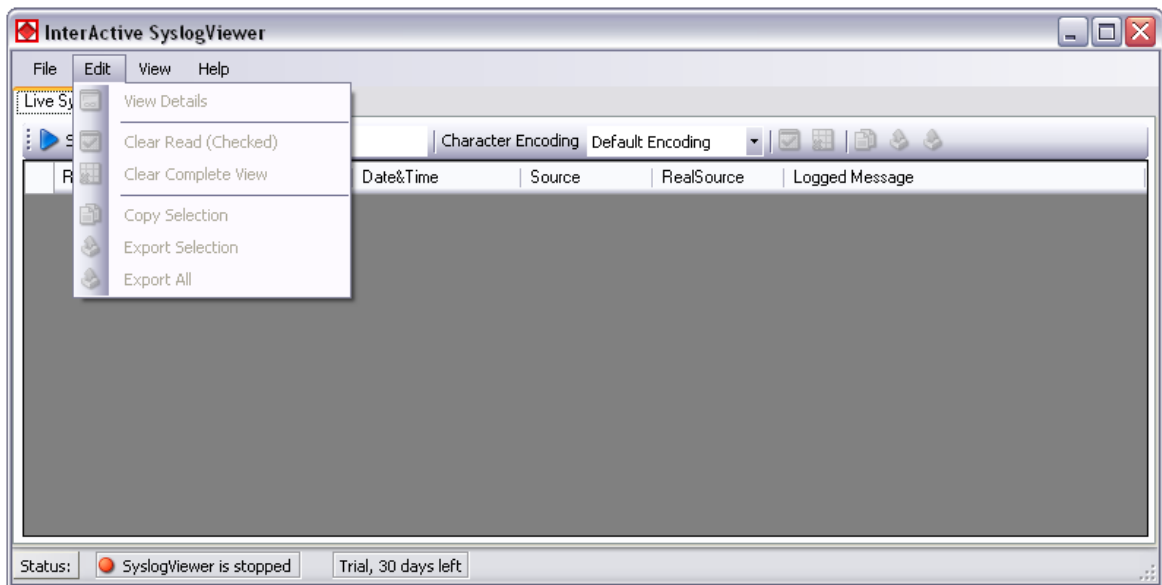 InterActive SyslogViewer
File Edit View Help
Live Sy
View Details
Clear Read (Checked)
Clear Complete View
Copy Selection
Export Selection
Export All
S Character Encoding Default Encoding
R Date&Time Source RealSource Logged Message
Status: SyslogViewer is stopped Trial, 30 days left